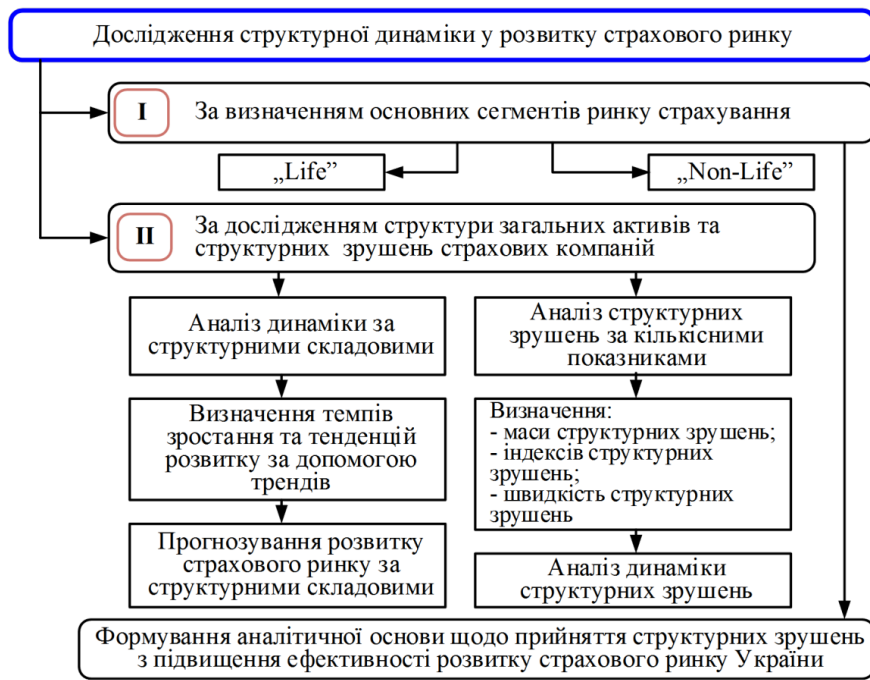 Дослідження структурної динаміки у розвитку страхового ринку
I
За визначенням основних сегментів ринку страхування
„Life”
„Non-Life”
II
За дослідженням структури загальних активів та
структурних зрушень страхових компаній
Аналіз динаміки за
структурними складовими
Визначення темпів
зростання та тенденцій
розвитку за допомогою
трендів
Прогнозування розвитку
страхового ринку за
структурними складовими
Аналіз структурних
зрушень за кількісними
показниками
Визначення:
- маси структурних зрушень;
- індексів структурних
зрушень;
- швидкість структурних
зрушень
Аналіз динаміки
структурних зрушень
Формування аналітичної основи щодо прийняття структурних зрушень
з підвищення ефективності розвитку страхового ринку України